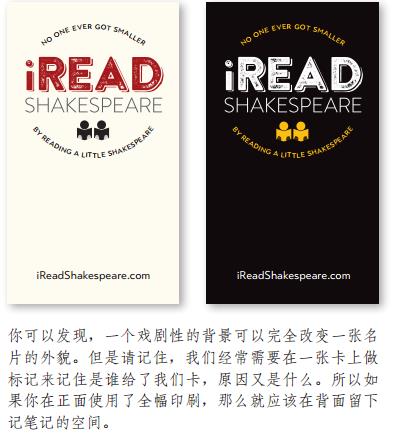 NO ONE EVER GOT SMALLER
iREAD
SHAKESPEARE
BY READING A LITTLE SHAKESPEARE
iReadShakespeare.com
NO ONE EVER GOT SMALLER
iREAD
SHAKESPEARE
BY READING A LITTLE SHAKESPEARE
iReadShakespeare.com
你可以发现，一个戏剧性的背景可以完全改变一张名
片的外貌。但是请记住，我们经常需要在一张卡上做
标记来记住是谁给了我们卡，原因又是什么。所以如
果你在正面使用了全幅印刷，那么就应该在背面留下
记笔记的空间。